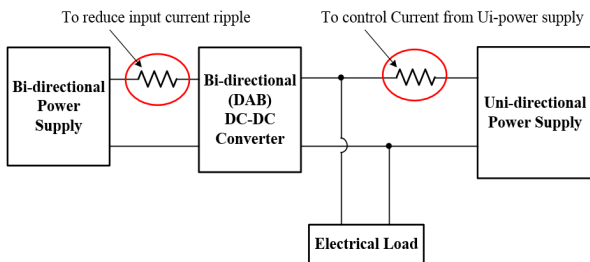 To reduce input current ripple
To control Current from Ui-power supply
Bi-directional
Power
Supply
Bi-directional
(DAB)
DC-DC
Converter
Uni-directional
Power Supply
Electrical Load